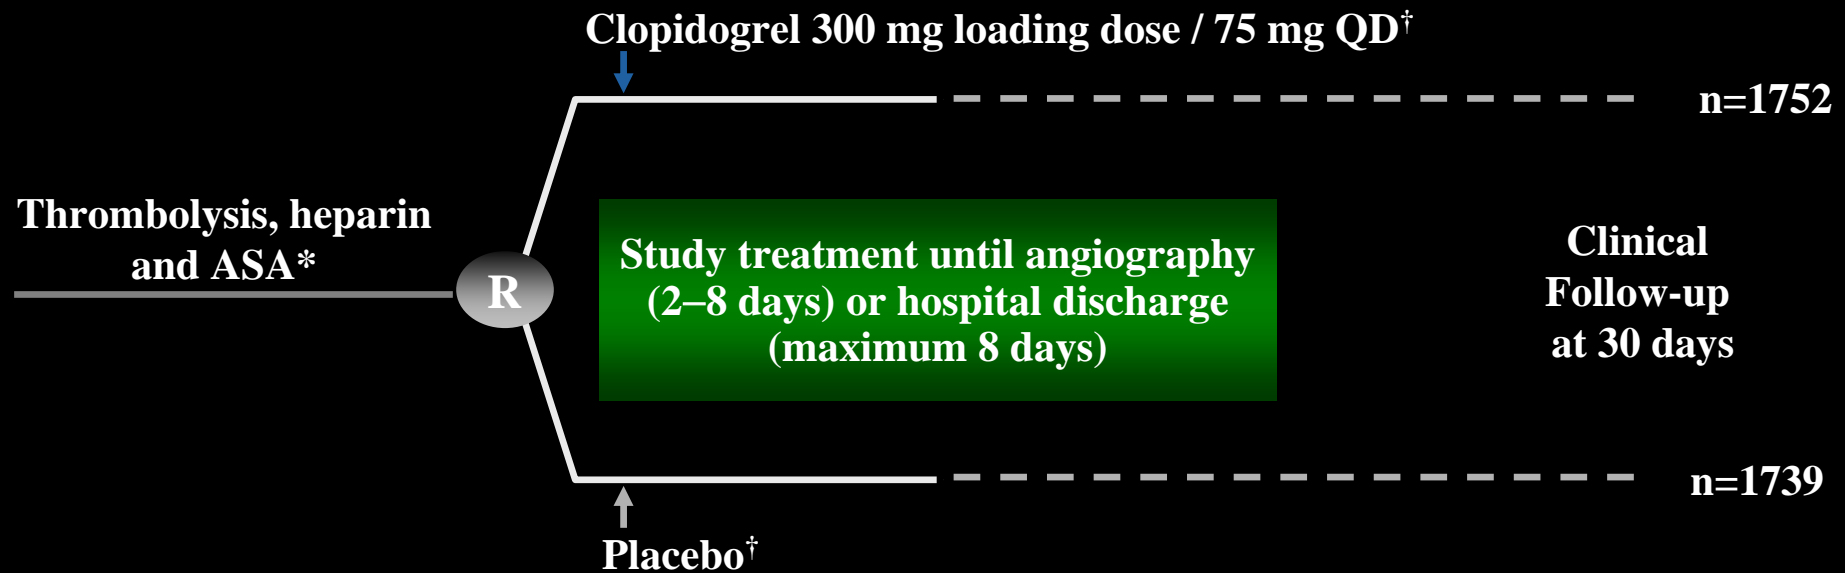 Clopidogrel 300 mg loading dose / 75 mg QD†
n=1752
Thrombolysis, heparin
and ASA*
R
Study treatment until angiography
(2–8 days) or hospital discharge
(maximum 8 days)
Clinical
Follow-up
at 30 days
n=1739
Placebo†